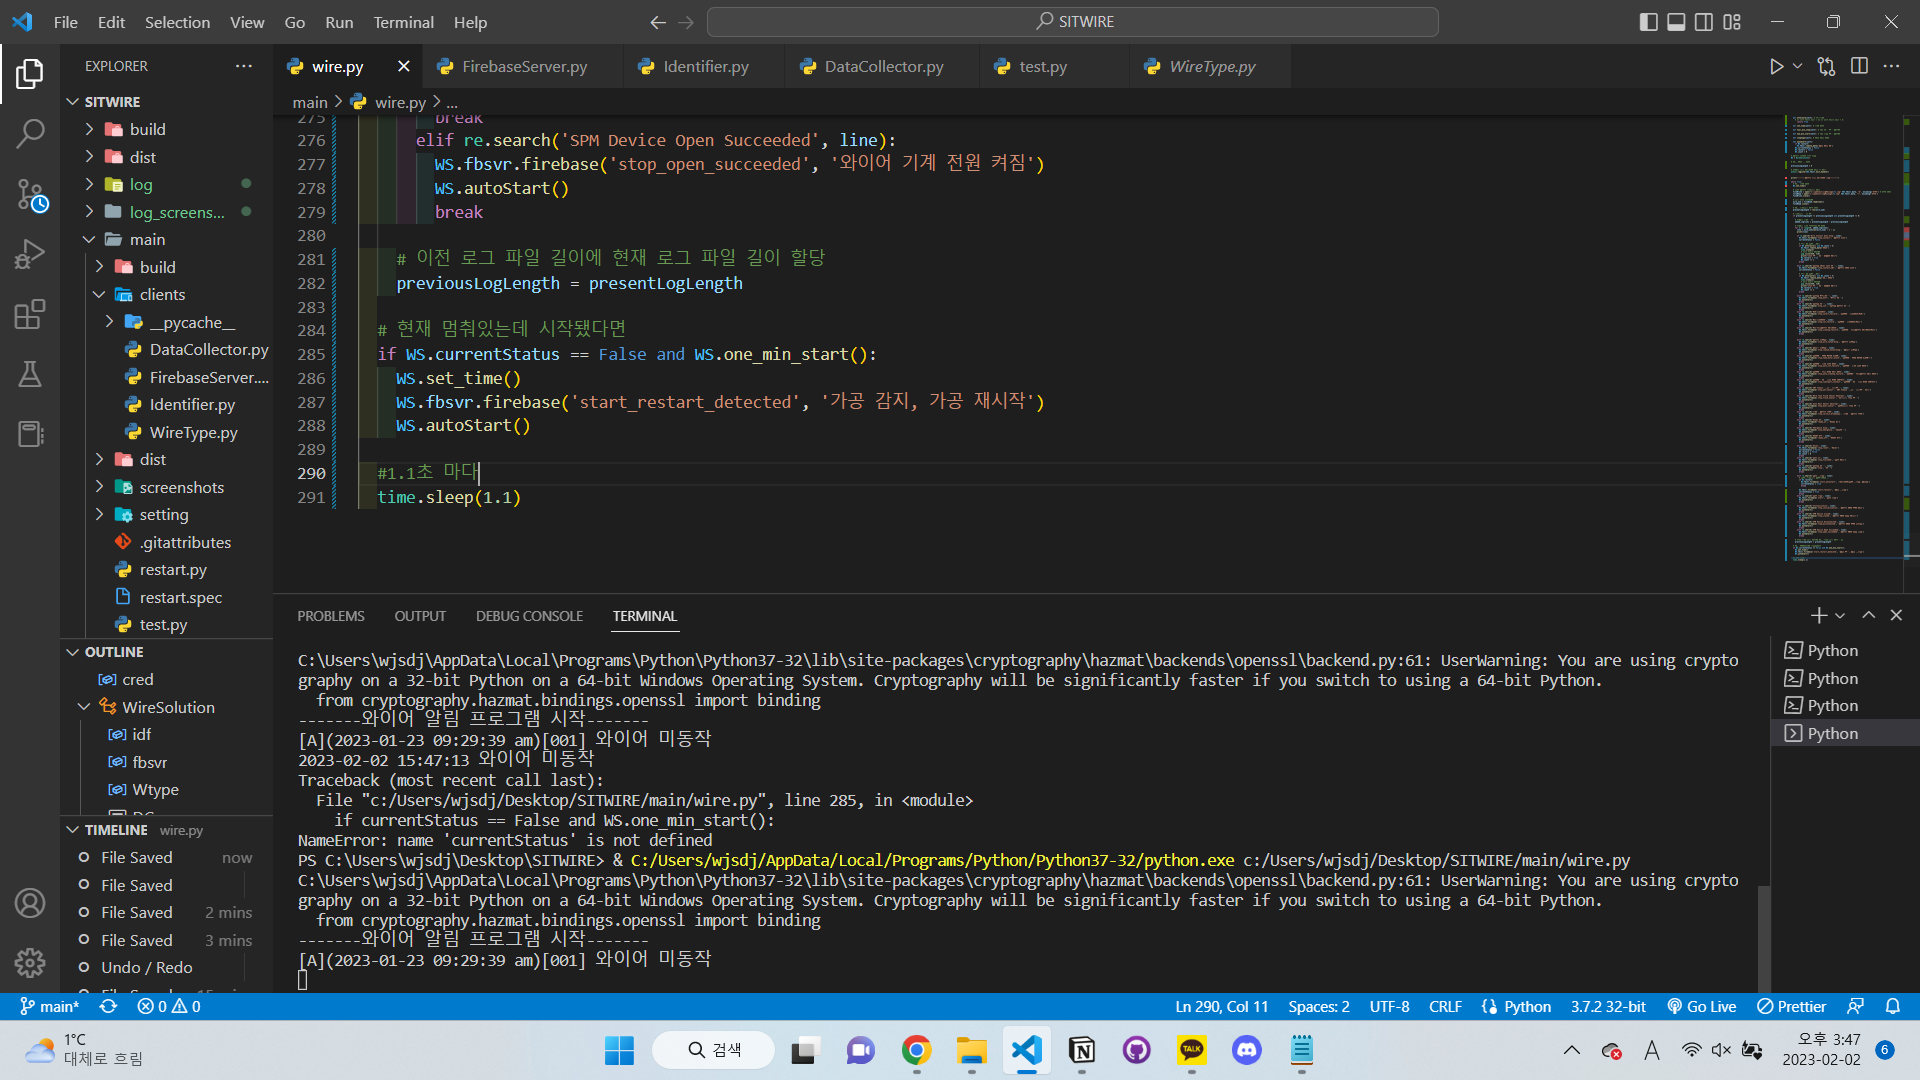 File Edit Selection View Go Run Terminal Help
SITWIRE
EXPLORER
SITWIRE
build
dist
log
log_screens...
main
build
clients
__pycache__
DataCollector.py
FirebaseServer....
Identifier.py
WireType.py
dist
screenshots
setting
.gitattributes
restart.py
restart.spec
test.py
OUTLINE
cred
WireSolution
idf
fbsvr
Wtype
TIMELINE wire.py
File Saved now
File Saved
File Saved 2 mins
File Saved 3 mins
Undo / Redo
wire.py FirebaseServer.py Identifier.py DataCollector.py test.py WireType.py
main > wire.py > ...
275 break
276 elif re.search('SPM Device Open Succeeded', line):
277 WS.fbsvr.firebase('stop_open_succeeded', '와이어 기계 전원 켜짐')
278 WS.autoStart()
279 break
280
281 # 이전 로그 파일 길이에 현재 로그 파일 길이 할당
282 previousLogLength = presentLogLength
283
284 # 현재 멈춰있는데 시작됐다면
285 if WS.currentStatus == False and WS.one_min_start():
286 WS.set_time()
287 WS.fbsvr.firebase('start_restart_detected', '가공 감지, 가공 재시작')
288 WS.autoStart()
289
290 #1.1초 마다
291 time.sleep(1.1)
PROBLEMS OUTPUT DEBUG CONSOLE TERMINAL
C:\Users\wjsdj\AppData\Local\Programs\Python\Python37-32\lib\site-packages\cryptography\hazmat\backends\openssl\backend.py:61: UserWarning: You are using crypto
graphy on a 32-bit Python on a 64-bit Windows Operating System. Cryptography will be significantly faster if you switch to using a 64-bit Python.
from cryptography.hazmat.bindings.openssl import binding
-------와이어 알림 프로그램 시작-------
[A](2023-01-23 09:29:39 am)[001] 와이어 미동작
2023-02-02 15:47:13 와이어 미동작
Traceback (most recent call last):
File "c:/Users/wjsdj/Desktop/SITWIRE/main/wire.py", line 285, in <module>
if currentStatus == False and WS.one_min_start():
NameError: name 'currentStatus' is not defined
PS C:\Users\wjsdj\Desktop\SITWIRE> & C:/Users/wjsdj/AppData/Local/Programs/Python/Python37-32/python.exe c:/Users/wjsdj/Desktop/SITWIRE/main/wire.py
C:\Users\wjsdj\AppData\Local\Programs\Python\Python37-32\lib\site-packages\cryptography\hazmat\backends\openssl\backend.py:61: UserWarning: You are using crypto
graphy on a 32-bit Python on a 64-bit Windows Operating System. Cryptography will be significantly faster if you switch to using a 64-bit Python.
from cryptography.hazmat.bindings.openssl import binding
-------와이어 알림 프로그램 시작-------
[A](2023-01-23 09:29:39 am)[001] 와이어 미동작
Python
Python
Python
Python
main* 0 0 Ln 290, Col 11 Spaces: 2 UTF-8 CRLF Python 3.7.2 32-bit Go Live Prettier
1°C
대체로 흐림
검색
TALK
A
오후 3:47
2023-02-02
6